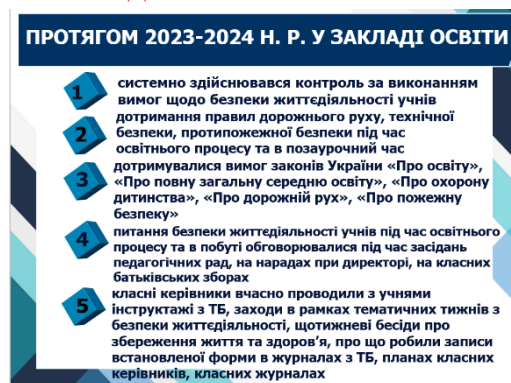 ПРОТЯГОМ 2023-2024 Н. Р. У ЗАКЛАДІ ОСВІТИ
1 системно здійснювався контроль за виконанням
вимог щодо безпеки життєдіяльності учнів
2 дотримання правил дорожнього руху, технічної
безпеки, протипожежної безпеки під час
освітнього процесу та в позаурочний час
3 дотримувалися вимог законів України «Про освіту»,
«Про повну загальну середню освіту», «Про охорону
дитинства», «Про дорожній рух», «Про пожежну
безпеку»
4 питання безпеки життєдіяльності учнів під час освітнього
процесу та в побуті обговорювалися під час засідань
педагогічних рад, на нарадах при директорі, на класних
батьківських зборах
5 класні керівники вчасно проводили з учнями
інструктажі з ТБ, заходи в рамках тематичних тижнів з
безпеки життєдіяльності, щотижневі бесіди про
збереження життя та здоров’я, про що робили записи
встановленої форми в журналах з ТБ, планах класних
керівників, класних журналах